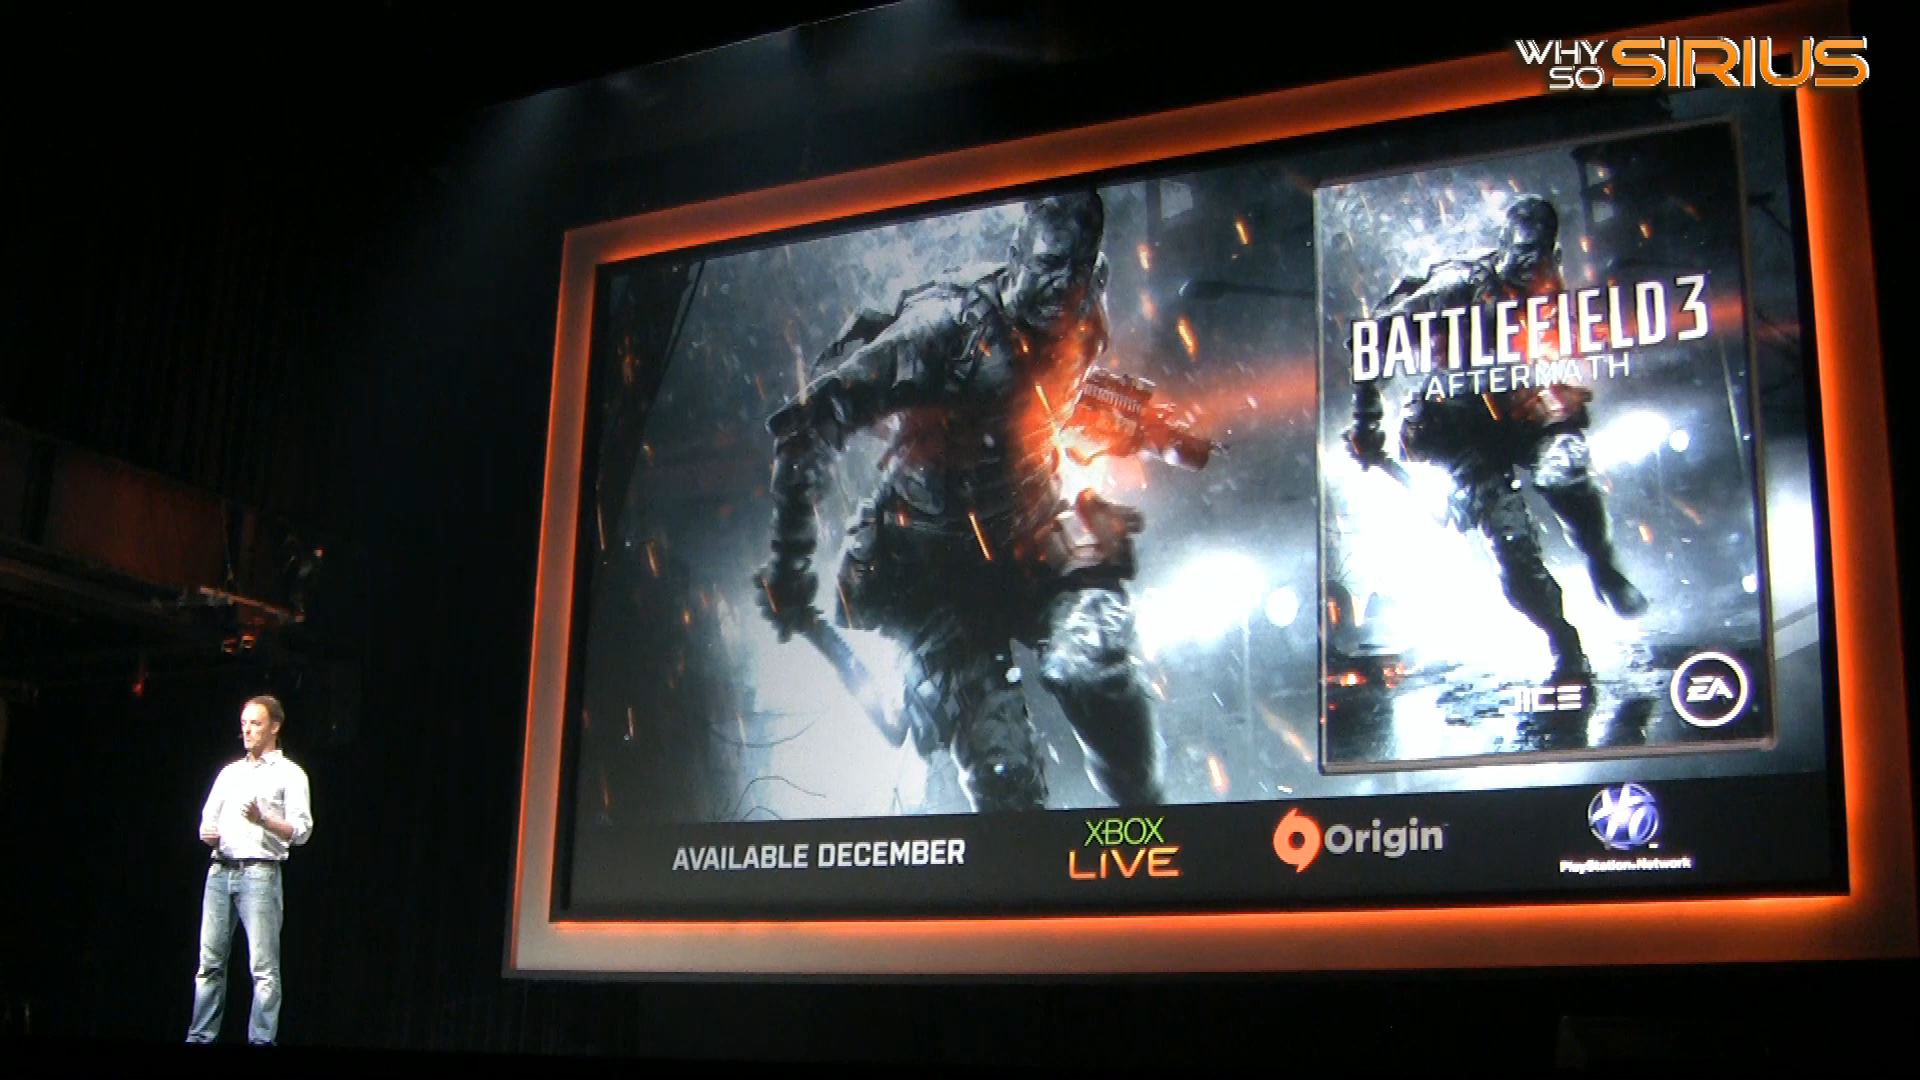 WHY SO SIRIUS
BATTLEFIELD 3
AFTERMATH
DICE
EA
AVAILABLE DECEMBER
XBOX LIVE
Origin
PlayStation Network